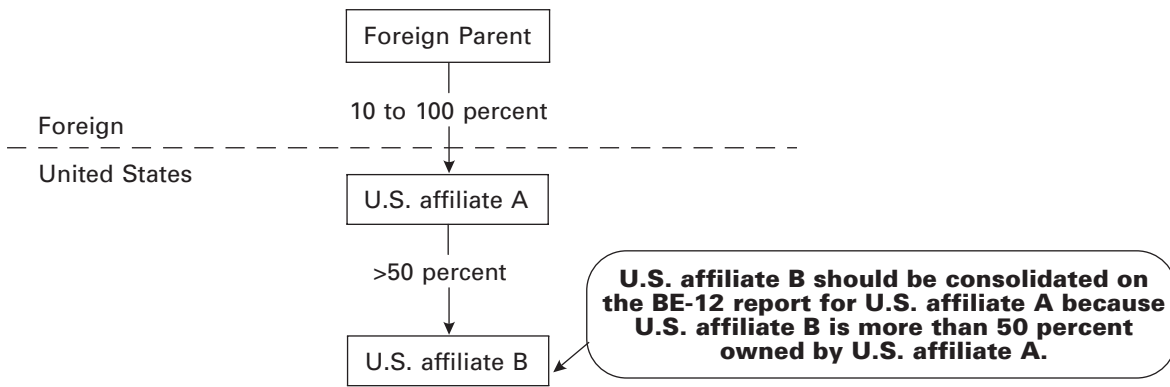 Foreign Parent
10 to 100 percent
Foreign
United States
U.S. affiliate A
>50 percent
U.S. affiliate B should be consolidated on
the BE-12 report for U.S. affiliate A because
U.S. affiliate B is more than 50 percent
owned by U.S. affiliate A.
U.S. affiliate B